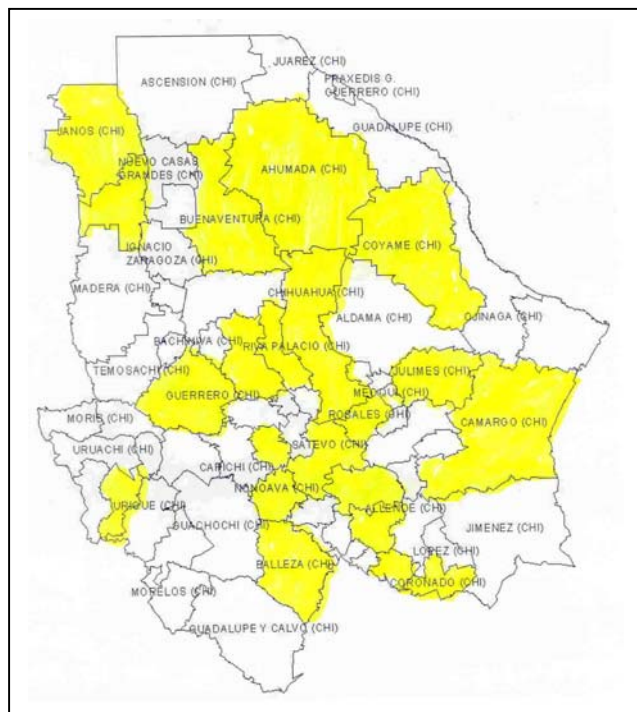 JUAREZ (CHI)
ASCENSION (CHI)
PRAXEDIS G.
GUERRERO (CHI)
JANOS (CHI)
GUADALUPE (CHI)
NUEVO CASAS
GRANDES (CHI)
AHUMADA (CHI)
BUENAVENTURA (CHI)
COYAME (CHI)
IGNACIO
ZARAGOZA (CHI)
MADERA (CHI)
CHIHUAHUA (CHI)
ALDAMA (CHI)
OJINAGA (CHI)
BACHINIVA (CHI)
RIVA PALACIO (CHI)
TEMOSACHI (CHI)
JULIMES (CHI)
GUERRERO (CHI)
MEOQUI (CHI)
MORIS (CHI)
ROSALES (CHI)
CAMARGO (CHI)
URUACHI (CHI)
SATEVO (CHI)
CARICHI (CHI)
NONOAVA (CHI)
URIQUE (CHI)
ALLENDE (CHI)
GUACHOCHI (CHI)
JIMENEZ (CHI)
LOPEZ (CHI)
BALLEZA (CHI)
CORONADO (CHI)
MORELOS (CHI)
GUADALUPE Y CALVO (CHI)